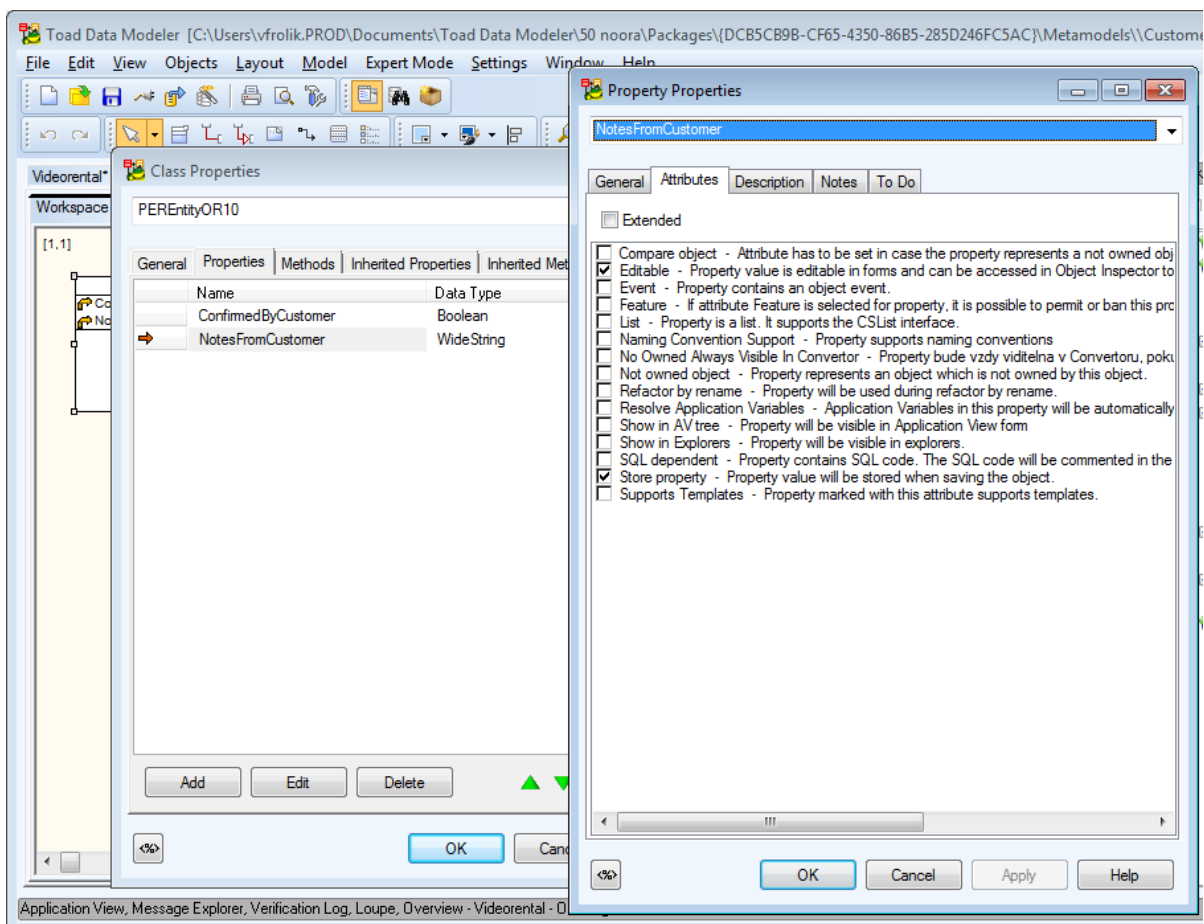 Toad Data Modeler [C:\Users\vfrolik.PROD\Documents\Toad Data Modeler\50 noora\Packages\{DCB5CB9B-CF65-4350-86B5-285D246FC5AC}\Metamodels\\Custome
File Edit View Objects Layout Model Expert Mode Settings Window Help
Videorental*
Workspace
[1,1]
Co
No
Class Properties
PEREntityOR10
General Properties Methods Inherited Properties Inherited Met
Name Data Type
ConfirmedByCustomer Boolean
NotesFromCustomer WideString
Add Edit Delete
<%> OK Canc
Property Properties
NotesFromCustomer
General Attributes Description Notes To Do
Extended
Compare object - Attribute has to be set in case the property represents a not owned obj
Editable - Property value is editable in forms and can be accessed in Object Inspector to
Event - Property contains an object event.
Feature - If attribute Feature is selected for property, it is possible to permit or ban this pro
List - Property is a list. It supports the CSList interface.
Naming Convention Support - Property supports naming conventions
No Owned Always Visible In Convertor - Property bude vzdy viditelna v Convertoru, poku
Not owned object - Property represents an object which is not owned by this object.
Refactor by rename - Property will be used during refactor by rename.
Resolve Application Variables - Application Variables in this property will be automatically
Show in AV tree - Property will be visible in Application View form
Show in Explorers - Property will be visible in explorers.
SQL dependent - Property contains SQL code. The SQL code will be commented in the
Store property - Property value will be stored when saving the object.
Supports Templates - Property marked with this attribute supports templates.
<%> OK Cancel Apply Help
Application View, Message Explorer, Verification Log, Loupe, Overview - Videorental - O